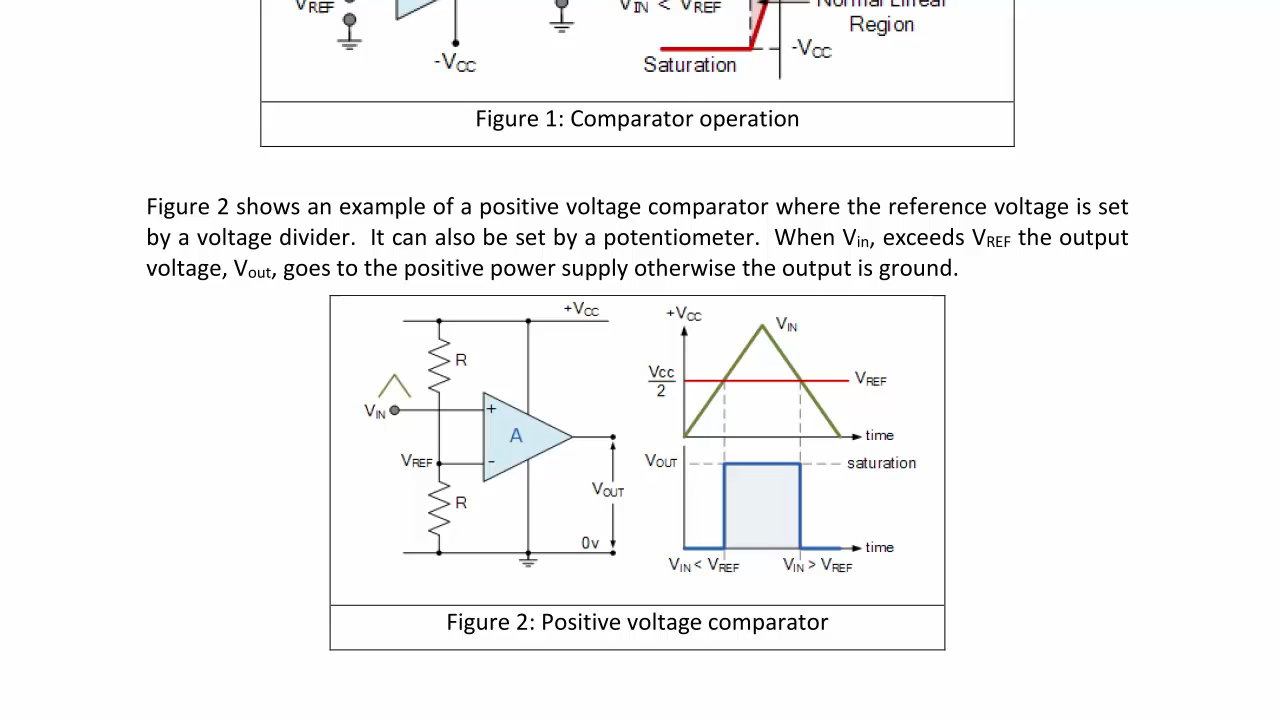 VREF
VIN < VREF
Normal Linear
Region
-VCC
-VCC
Saturation
Figure 1: Comparator operation
Figure 2 shows an example of a positive voltage comparator where the reference voltage is set
by a voltage divider. It can also be set by a potentiometer. When Vin, exceeds VREF the output
voltage, Vout, goes to the positive power supply otherwise the output is ground.
+VCC
R
VIN
+
A
VREF
-
R
VOUT
0v
+VCC
VIN
Vcc
2
VREF
time
VOUT
saturation
time
VIN < VREF
VIN > VREF
Figure 2: Positive voltage comparator